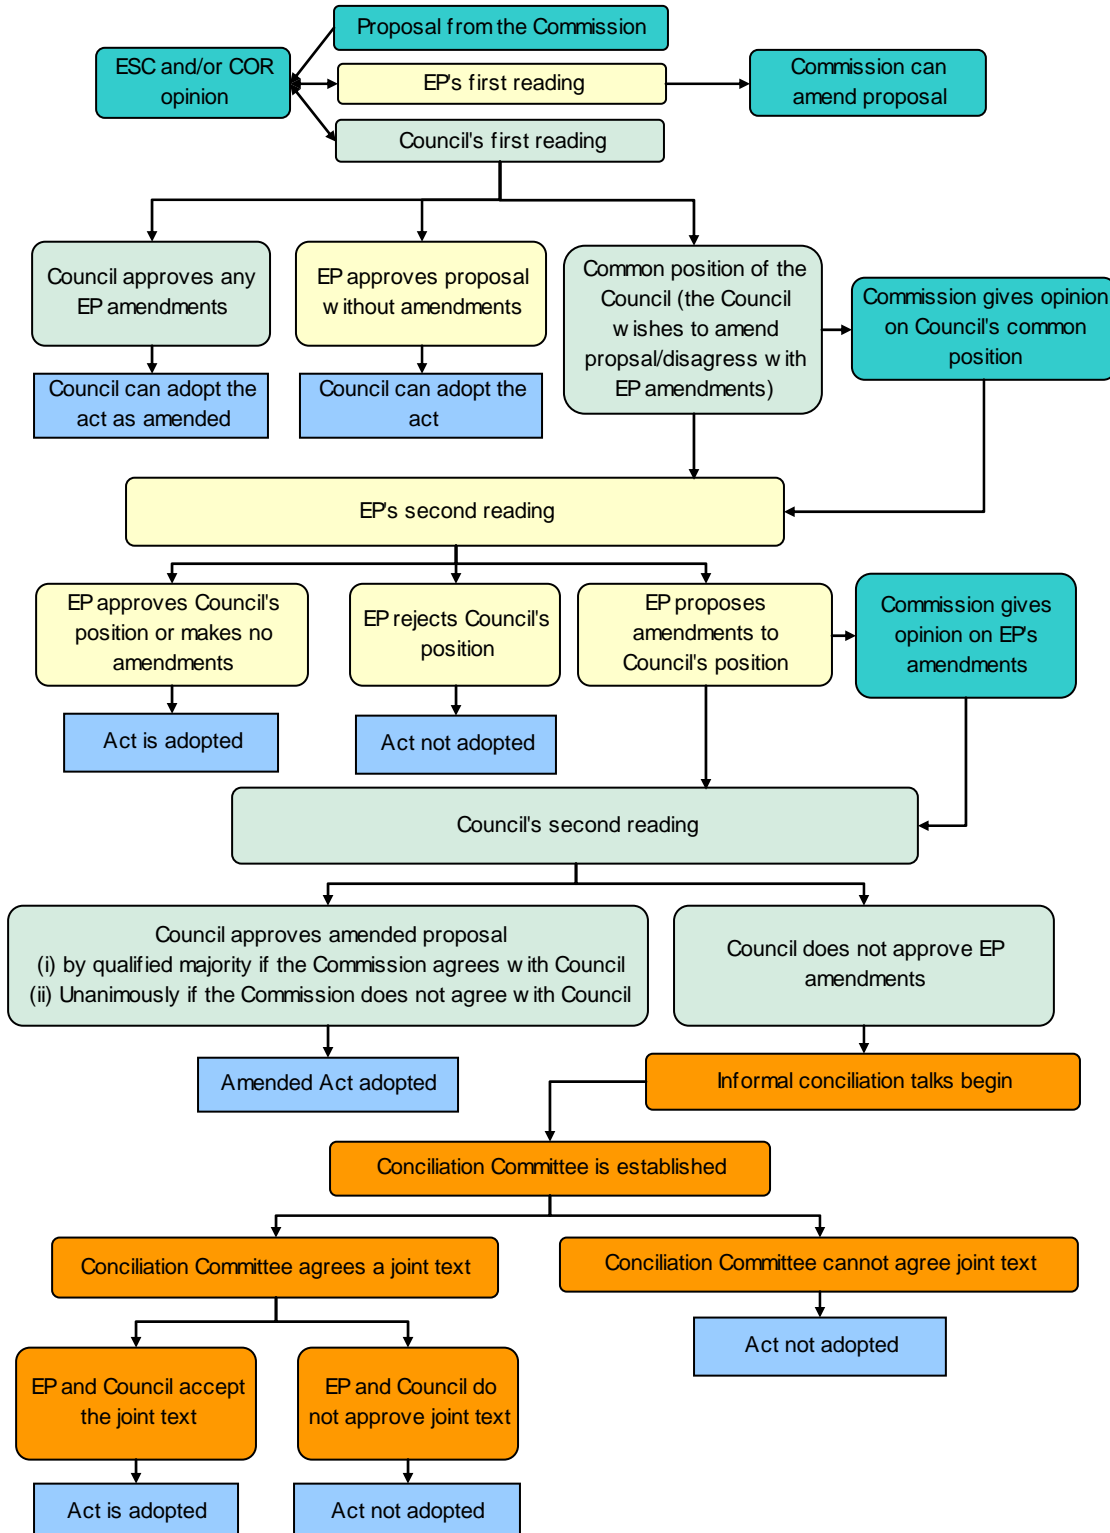 Proposal from the Commission
ESC and/or COR
opinion
EP's first reading
Commission can
amend proposal
Council's first reading
Council approves any
EP amendments
EP approves proposal
without amendments
Common position of the
Council (the Council
wishes to amend
propsal/disagress with
EP amendments)
Commission gives opinion
on Council's common
position
Council can adopt the
act as amended
Council can adopt the
act
EP's second reading
EP approves Council's
position or makes no
amendments
EP rejects Council's
position
EP proposes
amendments to
Council's position
Commission gives
opinion on EP's
amendments
Act is adopted
Act not adopted
Council's second reading
Council approves amended proposal
(i) by qualified majority if the Commission agrees with Council
(ii) Unanimously if the Commission does not agree with Council
Council does not approve EP
amendments
Amended Act adopted
Informal conciliation talks begin
Conciliation Committee is established
Conciliation Committee agrees a joint text
Conciliation Committee cannot agree joint text
Act not adopted
EP and Council accept
the joint text
EP and Council do
not approve joint text
Act is adopted
Act not adopted